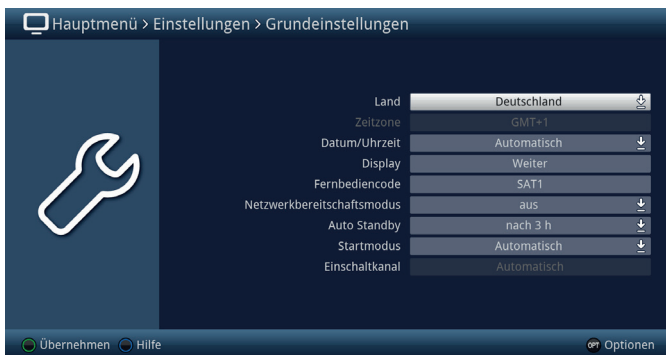 Hauptmenü > Einstellungen > Grundeinstellungen
Land Deutschland
Zeitzone GMT+1
Datum/Uhrzeit Automatisch
Display Weiter
Fernbediencode SAT1
Netzwerkbereitschaftsmodus aus
Auto Standby nach 3 h
Startmodus Automatisch
Einschaltkanal Automatisch
Übernehmen Hilfe OPT Optionen